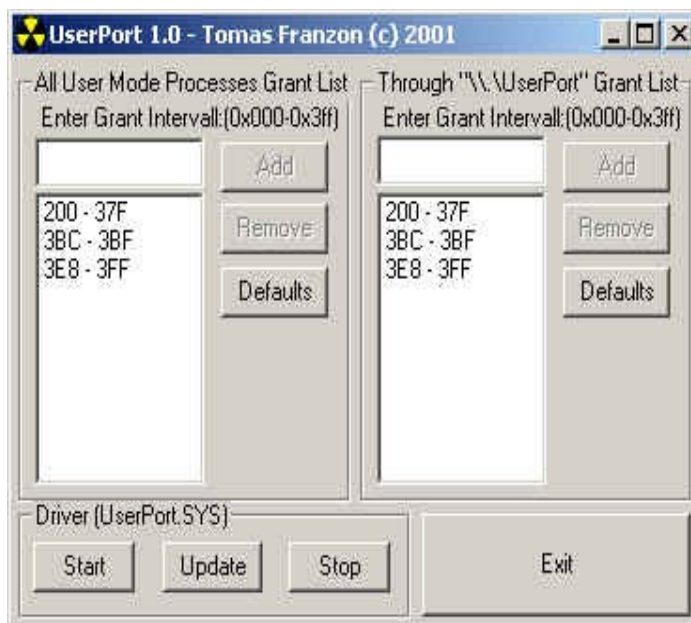 UserPort 1.0 - Tomas Franzon (c) 2001
All User Mode Processes Grant List
Enter Grant Intervall:(0x000-0x3ff)
Add
200 - 37F
3BC - 3BF
3E8 - 3FF
Remove
Defaults
Through "\\.\UserPort" Grant List
Enter Grant Intervall:(0x000-0x3ff)
Add
200 - 37F
3BC - 3BF
3E8 - 3FF
Remove
Defaults
Driver (UserPort.SYS)
Start
Update
Stop
Exit